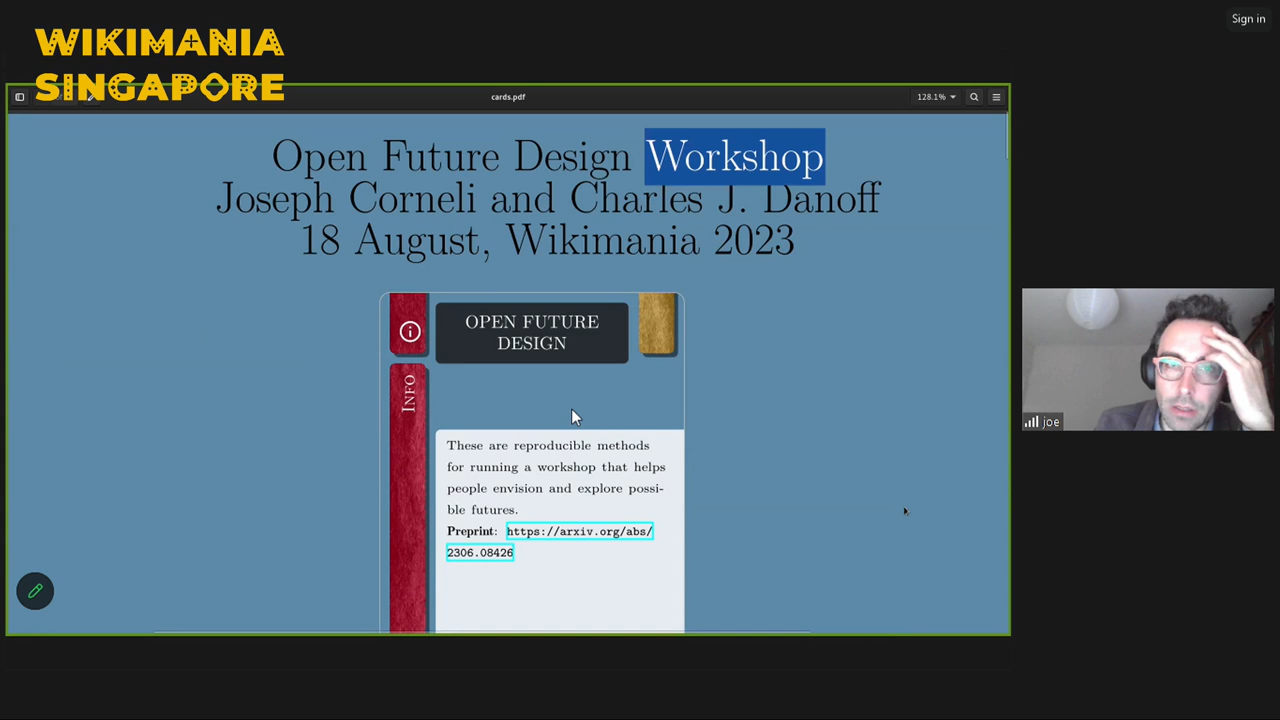 Sign in
WIKIMANIA
SINGAPORE
cards.pdf
128.1%
Open Future Design Workshop
Joseph Corneli and Charles J. Danoff
18 August, Wikimania 2023
OPEN FUTURE
DESIGN
INFO
These are reproducible methods
for running a workshop that helps
people envision and explore possi-
ble futures.
Preprint: https://arxiv.org/abs/
2306.08426
joe